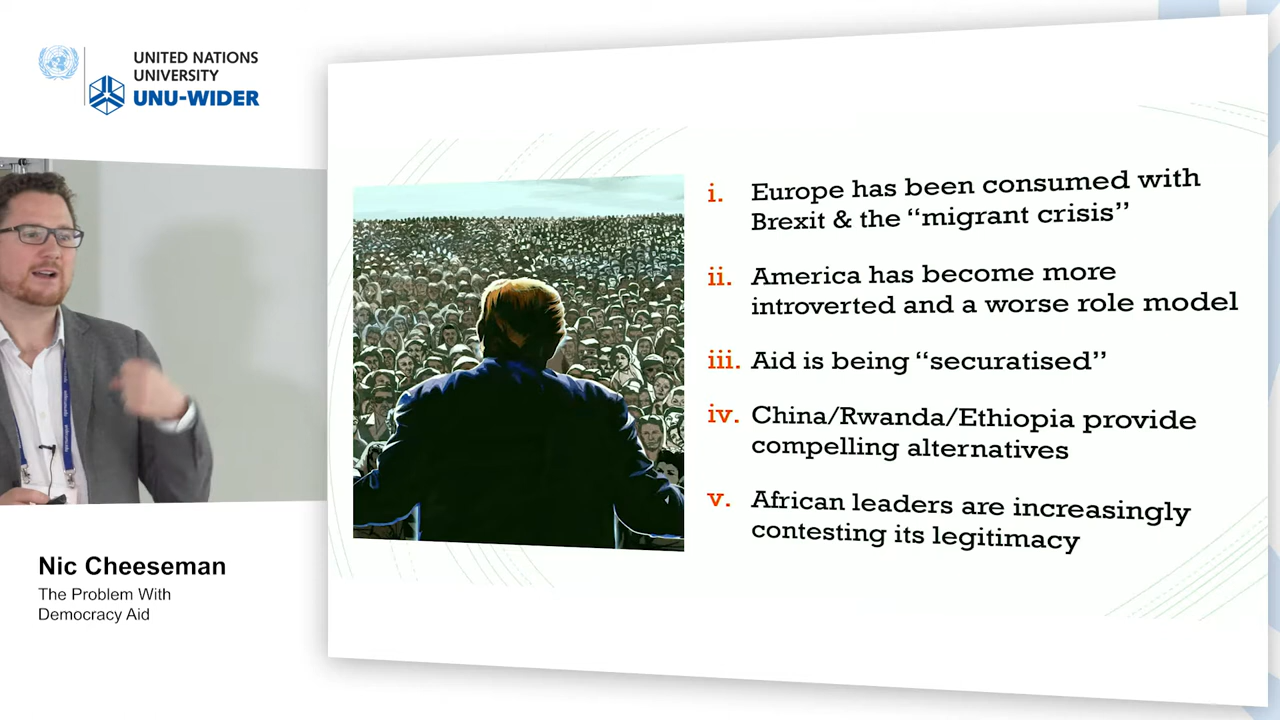 UNITED NATIONS
UNIVERSITY
UNU-WIDER
Nic Cheeseman
The Problem With
Democracy Aid
i. Europe has been consumed with
Brexit & the “migrant crisis”
ii. America has become more
introverted and a worse role model
iii. Aid is being “securatised”
iv. China/Rwanda/Ethiopia provide
compelling alternatives
v. African leaders are increasingly
contesting its legitimacy